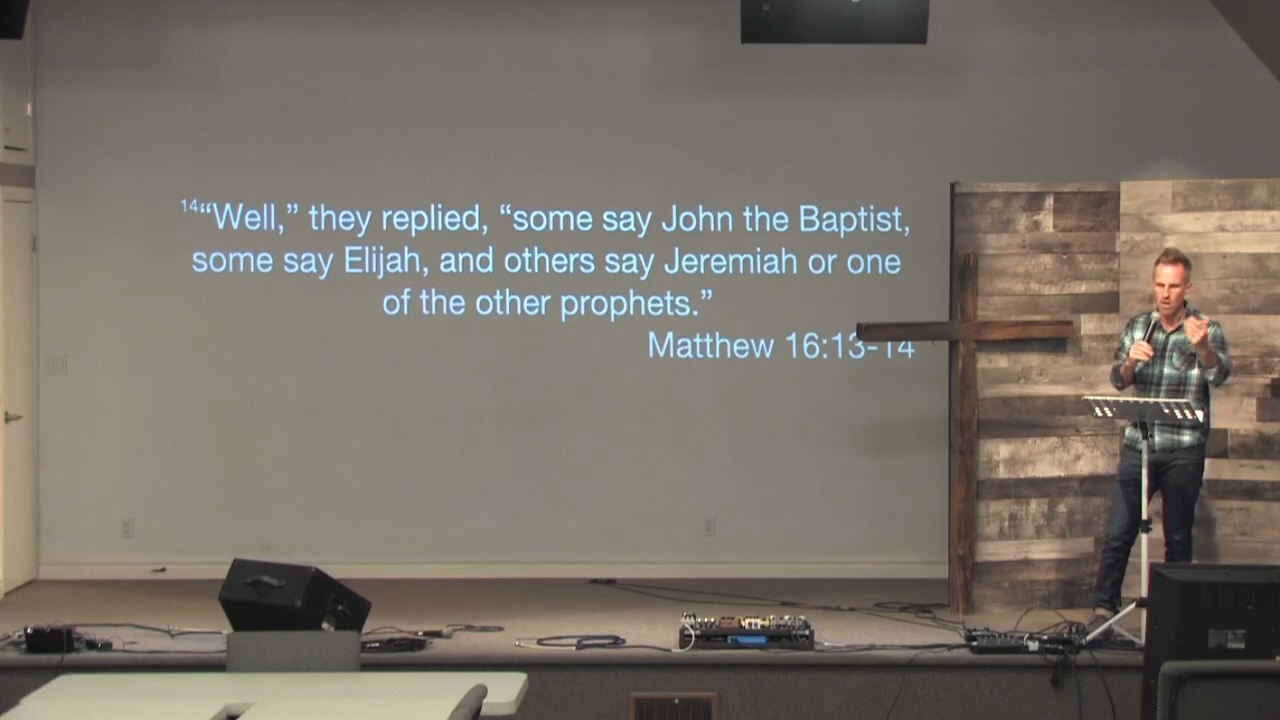 14“Well,” they replied, “some say John the Baptist,
some say Elijah, and others say Jeremiah or one
of the other prophets.”
Matthew 16:13-14